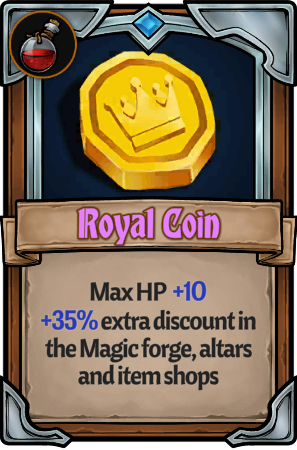 Royal Coin
Max HP +10
+35% extra discount in
the Magic forge, altars
and item shops